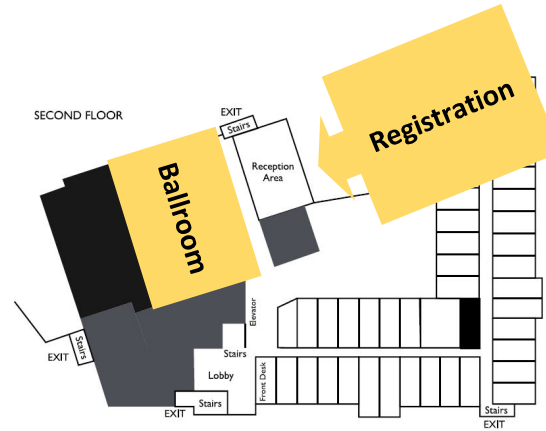 SECOND FLOOR
EXIT
Stairs
Registration
Reception
Area
Ballroom
Elevator
Stairs
EXIT
Stairs
Lobby
Front Desk
Stairs
EXIT
Stairs
EXIT